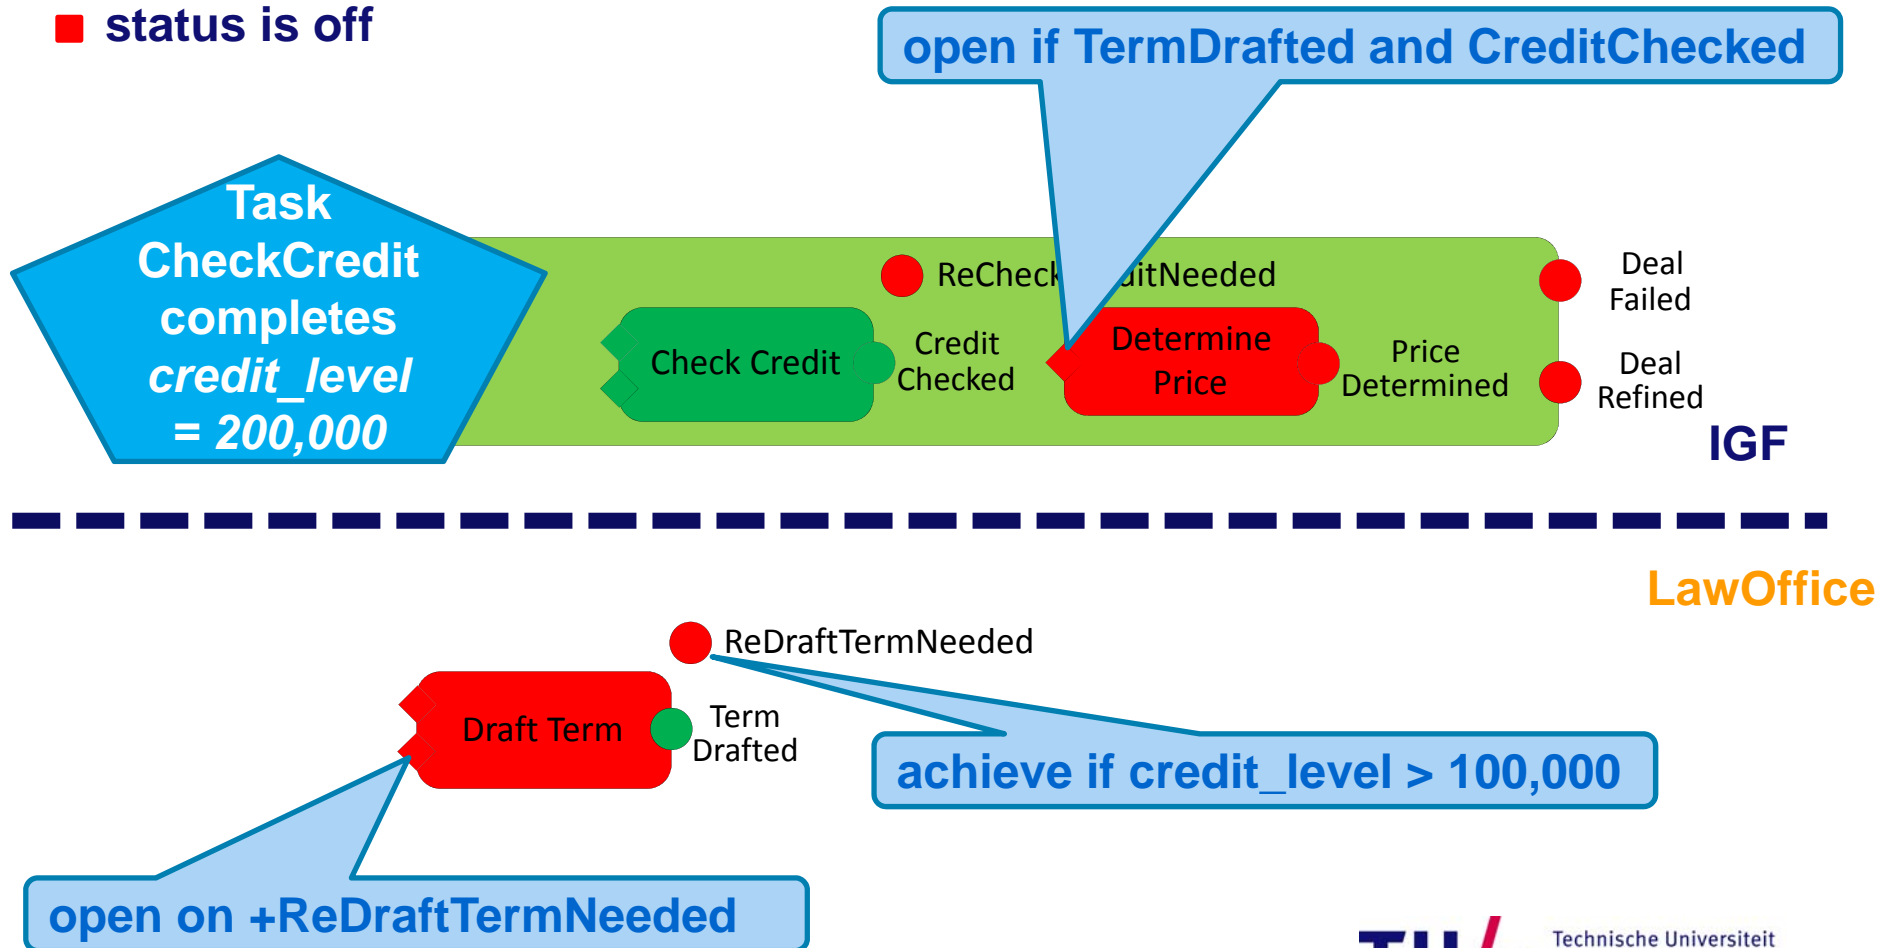 status is off
open if TermDrafted and CreditChecked
Task
CheckCredit
completes
credit_level
= 200,000
ReCheck
ditNeeded
Deal
Failed
Check Credit
Credit
Checked
Determine
Price
Price
Determined
Deal
Refined
IGF
LawOffice
ReDraftTermNeeded
Draft Term
Term
Drafted
achieve if credit_level > 100,000
open on +ReDraftTermNeeded
Technische Universiteit